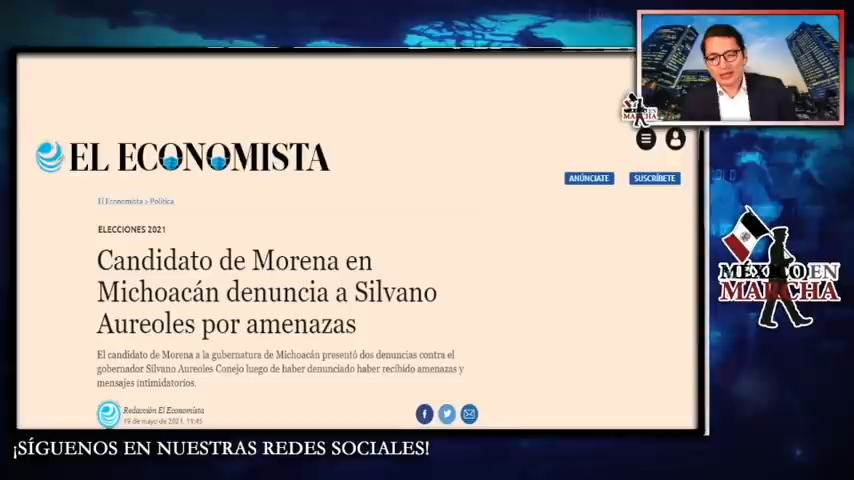 EL ECONOMISTA
ANÚNCIATE
SUSCRÍBETE
El Economista > Política
ELECCIONES 2021
Candidato de Morena en
Michoacán denuncia a Silvano
Aureoles por amenazas
El candidato de Morena a la gubernatura de Michoacán presentó dos denuncias contra el
gobernador Silvano Aureoles Conejo luego de haber denunciado haber recibido amenazas y
mensajes intimidatorios.
Redacción El Economista
19 de mayo de 2021, 11:45
MÉXICO EN
MARCHA
MARCHA
¡SÍGUENOS EN NUESTRAS REDES SOCIALES!